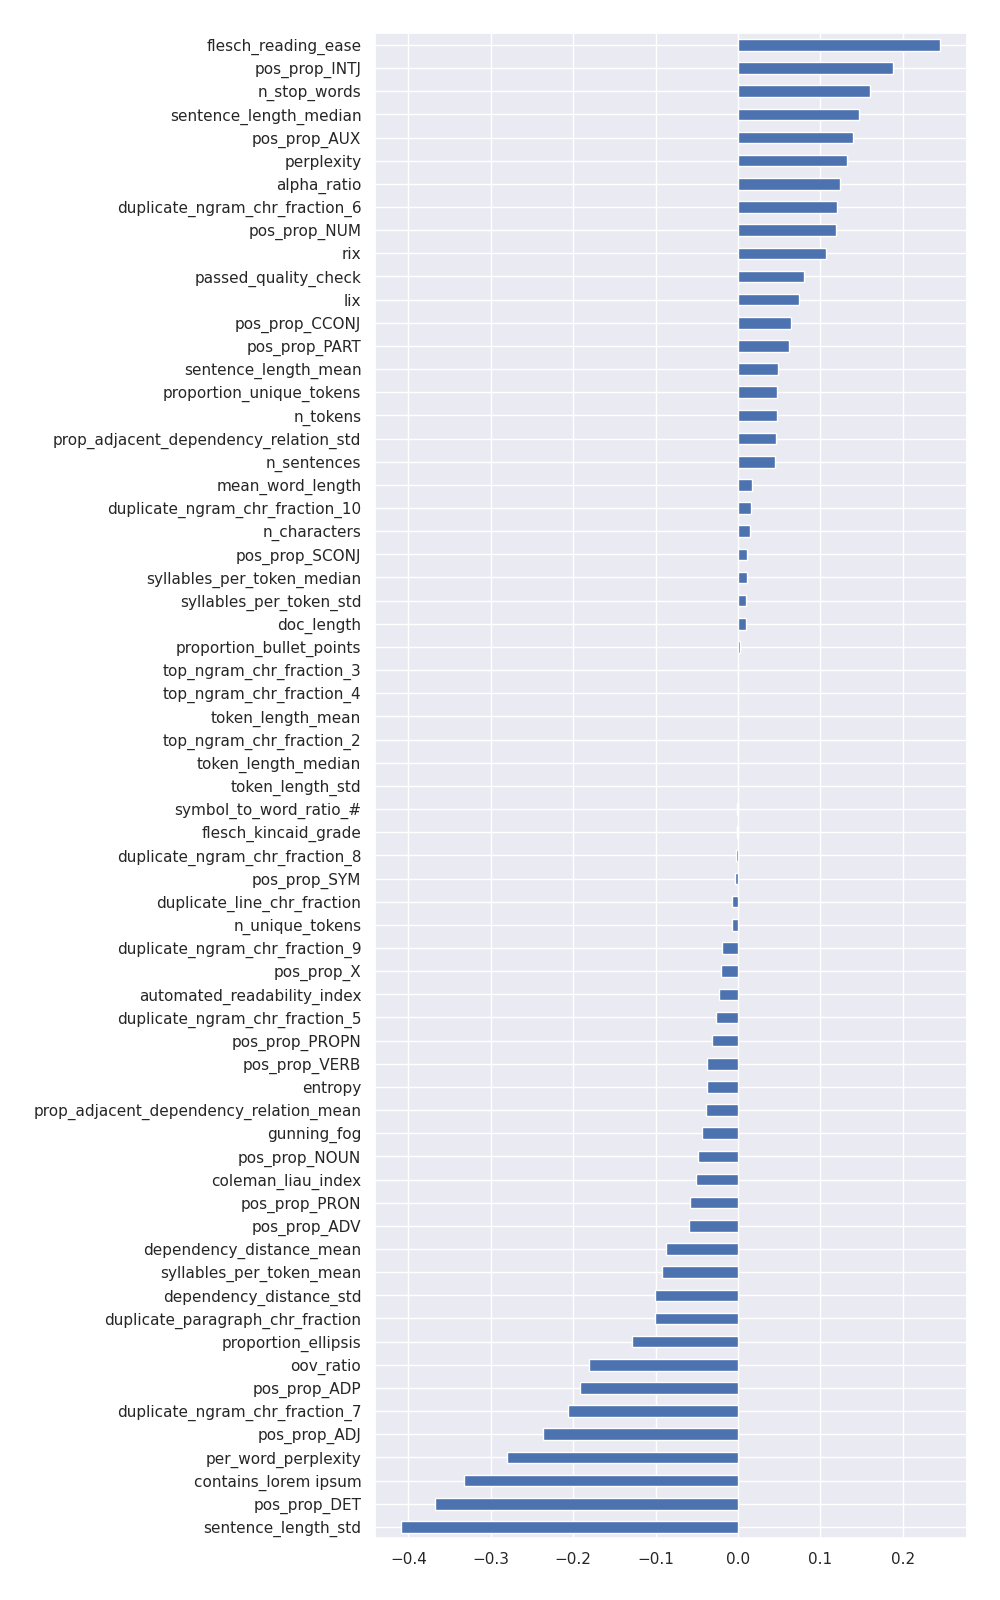 flesch_reading_ease
pos_prop_INTJ
n_stop_words
sentence_length_median
pos_prop_AUX
perplexity
alpha_ratio
duplicate_ngram_chr_fraction_6
pos_prop_NUM
rix
passed_quality_check
lix
pos_prop_CCONJ
pos_prop_PART
sentence_length_mean
proportion_unique_tokens
n_tokens
prop_adjacent_dependency_relation_std
n_sentences
mean_word_length
duplicate_ngram_chr_fraction_10
n_characters
pos_prop_SCONJ
syllables_per_token_median
syllables_per_token_std
doc_length
proportion_bullet_points
top_ngram_chr_fraction_3
top_ngram_chr_fraction_4
token_length_mean
top_ngram_chr_fraction_2
token_length_median
token_length_std
symbol_to_word_ratio_#
flesch_kincaid_grade
duplicate_ngram_chr_fraction_8
pos_prop_SYM
duplicate_line_chr_fraction
n_unique_tokens
duplicate_ngram_chr_fraction_9
pos_prop_X
automated_readability_index
duplicate_ngram_chr_fraction_5
pos_prop_PROPN
pos_prop_VERB
entropy
prop_adjacent_dependency_relation_mean
gunning_fog
pos_prop_NOUN
coleman_liau_index
pos_prop_PRON
pos_prop_ADV
dependency_distance_mean
syllables_per_token_mean
dependency_distance_std
duplicate_paragraph_chr_fraction
proportion_ellipsis
oov_ratio
pos_prop_ADP
duplicate_ngram_chr_fraction_7
pos_prop_ADJ
per_word_perplexity
contains_lorem ipsum
pos_prop_DET
sentence_length_std
−0.4 −0.3 −0.2 −0.1 0.0 0.1 0.2